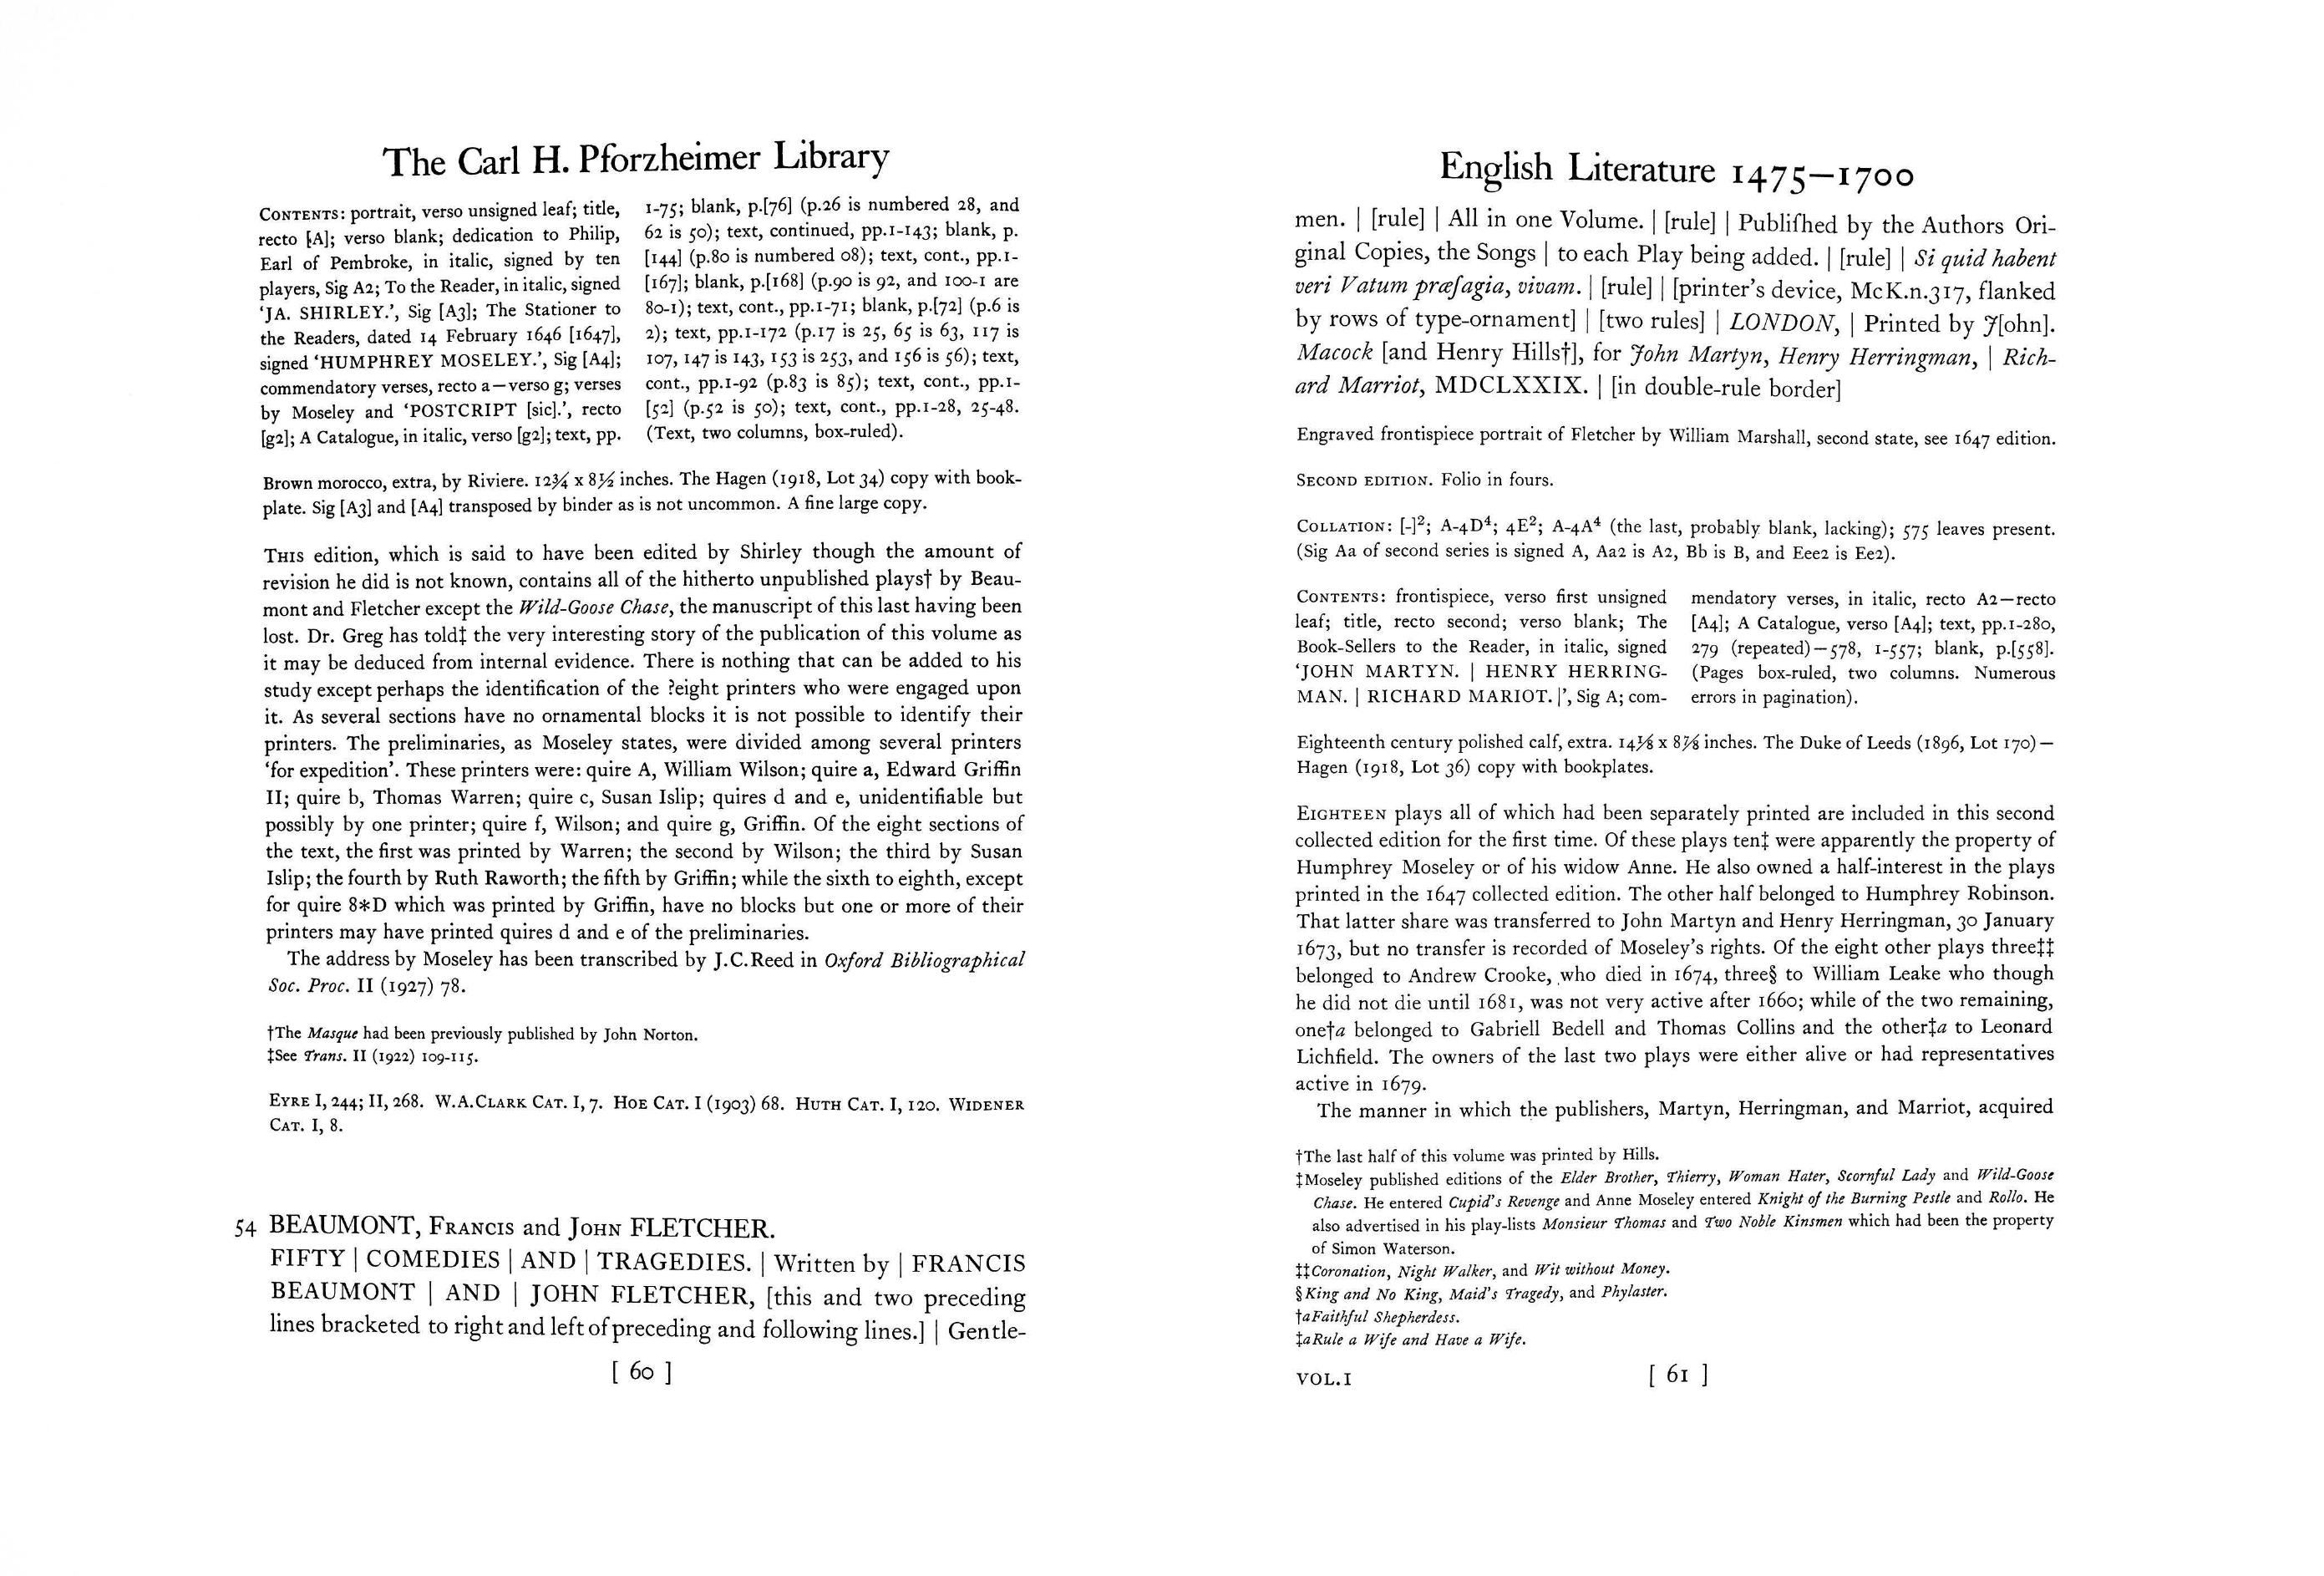 The Carl H. Pforzheimer Library
CONTENTS: portrait, verso unsigned leaf; title,
recto [A]; verso blank; dedication to Philip,
Earl of Pembroke, in italic, signed by ten
players, Sig A2; To the Reader, in italic, signed
‘JA. SHIRLEY.’, Sig [A3]; The Stationer to
the Readers, dated 14 February 1646 [1647],
signed ‘HUMPHREY MOSELEY.’, Sig [A4];
commendatory verses, recto a—verso g; verses
by Moseley and ‘POSTCRIPT [sic].’, recto
[g2]; A Catalogue, in italic, verso [g2]; text, pp.
1-75; blank, p.[76] (p.26 is numbered 28, and
62 is 50); text, continued, pp.1-143; blank, p.
[144] (p.80 is numbered 08); text, cont., pp.1-
[167]; blank, p.[168] (p.90 is 92, and 100-1 are
80-1); text, cont., pp.1-71; blank, p.[72] (p.6 is
2); text, pp.1-172 (p.17 is 25, 65 is 63, 117 is
107, 147 is 143, 153 is 253, and 156 is 56); text,
cont., pp.1-92 (p.83 is 85); text, cont., pp.1-
[52] (p.52 is 50); text, cont., pp.1-28, 25-48.
(Text, two columns, box-ruled).
Brown morocco, extra, by Riviere. 12¾ x 8½ inches. The Hagen (1918, Lot 34) copy with book-
plate. Sig [A3] and [A4] transposed by binder as is not uncommon. A fine large copy.
THIS edition, which is said to have been edited by Shirley though the amount of
revision he did is not known, contains all of the hitherto unpublished plays† by Beau-
mont and Fletcher except the Wild-Goose Chase, the manuscript of this last having been
lost. Dr. Greg has told‡ the very interesting story of the publication of this volume as
it may be deduced from internal evidence. There is nothing that can be added to his
study except perhaps the identification of the ?eight printers who were engaged upon
it. As several sections have no ornamental blocks it is not possible to identify their
printers. The preliminaries, as Moseley states, were divided among several printers
‘for expedition’. These printers were: quire A, William Wilson; quire a, Edward Griffin
II; quire b, Thomas Warren; quire c, Susan Islip; quires d and e, unidentifiable but
possibly by one printer; quire f, Wilson; and quire g, Griffin. Of the eight sections of
the text, the first was printed by Warren; the second by Wilson; the third by Susan
Islip; the fourth by Ruth Raworth; the fifth by Griffin; while the sixth to eighth, except
for quire 8*D which was printed by Griffin, have no blocks but one or more of their
printers may have printed quires d and e of the preliminaries.
The address by Moseley has been transcribed by J.C.Reed in Oxford Bibliographical
Soc. Proc. II (1927) 78.
†The Masque had been previously published by John Norton.
‡See Trans. II (1922) 109-115.
EYRE I, 244; II, 268. W.A.CLARK CAT. I, 7. HOE CAT. I (1903) 68. HUTH CAT. I, 120. WIDENER
CAT. I, 8.
54 BEAUMONT, FRANCIS and JOHN FLETCHER.
FIFTY | COMEDIES | AND | TRAGEDIES. | Written by | FRANCIS
BEAUMONT | AND | JOHN FLETCHER, [this and two preceding
lines bracketed to right and left of preceding and following lines.] | Gentle-
[ 60 ]
English Literature 1475—1700
men. | [rule] | All in one Volume. | [rule] | Publiſhed by the Authors Ori-
ginal Copies, the Songs | to each Play being added. | [rule] | Si quid habent
veri Vatum præſagia, vivam. | [rule] | [printer’s device, McK.n.317, flanked
by rows of type-ornament] | [two rules] | LONDON, | Printed by J[ohn].
Macock [and Henry Hills†], for John Martyn, Henry Herringman, | Rich-
ard Marriot, MDCLXXIX. | [in double-rule border]
Engraved frontispiece portrait of Fletcher by William Marshall, second state, see 1647 edition.
SECOND EDITION. Folio in fours.
COLLATION: [-]²; A-4D⁴; 4E²; A-4A⁴ (the last, probably blank, lacking); 575 leaves present.
(Sig Aa of second series is signed A, Aa2 is A2, Bb is B, and Eee2 is Ee2).
CONTENTS: frontispiece, verso first unsigned
leaf; title, recto second; verso blank; The
Book-Sellers to the Reader, in italic, signed
‘JOHN MARTYN. | HENRY HERRING-
MAN. | RICHARD MARIOT. |’, Sig A; com-
mendatory verses, in italic, recto A2—recto
[A4]; A Catalogue, verso [A4]; text, pp.1-280,
279 (repeated)—578, 1-557; blank, p.[558].
(Pages box-ruled, two columns. Numerous
errors in pagination).
Eighteenth century polished calf, extra. 14⅛ x 8⅞ inches. The Duke of Leeds (1896, Lot 170)—
Hagen (1918, Lot 36) copy with bookplates.
EIGHTEEN plays all of which had been separately printed are included in this second
collected edition for the first time. Of these plays ten‡ were apparently the property of
Humphrey Moseley or of his widow Anne. He also owned a half-interest in the plays
printed in the 1647 collected edition. The other half belonged to Humphrey Robinson.
That latter share was transferred to John Martyn and Henry Herringman, 30 January
1673, but no transfer is recorded of Moseley’s rights. Of the eight other plays three‡‡
belonged to Andrew Crooke, who died in 1674, three§ to William Leake who though
he did not die until 1681, was not very active after 1660; while of the two remaining,
one†a belonged to Gabriell Bedell and Thomas Collins and the other‡a to Leonard
Lichfield. The owners of the last two plays were either alive or had representatives
active in 1679.
The manner in which the publishers, Martyn, Herringman, and Marriot, acquired
†The last half of this volume was printed by Hills.
‡Moseley published editions of the Elder Brother, Thierry, Woman Hater, Scornful Lady and Wild-Goose
Chase. He entered Cupid’s Revenge and Anne Moseley entered Knight of the Burning Pestle and Rollo. He
also advertised in his play-lists Monsieur Thomas and Two Noble Kinsmen which had been the property
of Simon Waterson.
‡‡Coronation, Night Walker, and Wit without Money.
§King and No King, Maid’s Tragedy, and Phylaster.
†aFaithful Shepherdess.
‡aRule a Wife and Have a Wife.
VOL.I
[ 61 ]